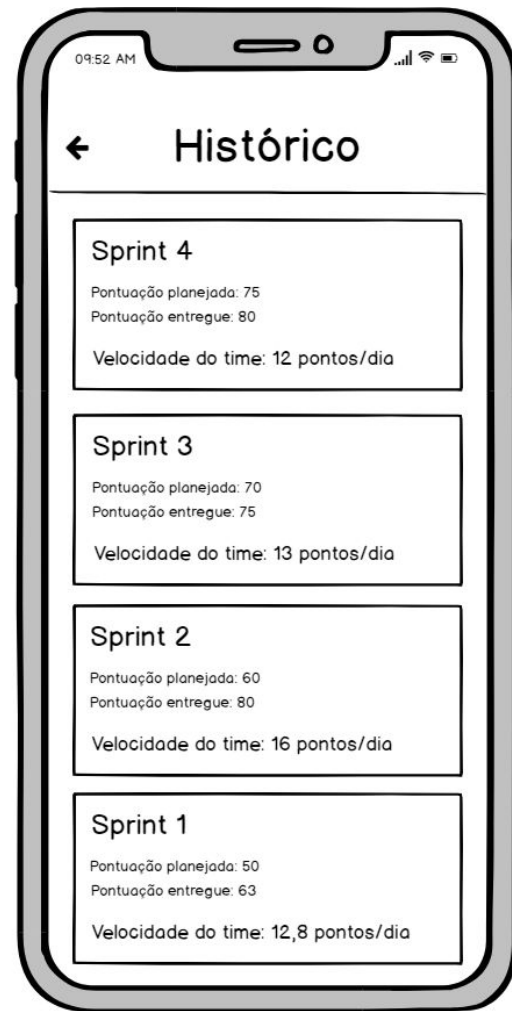 09:52 AM
Histórico
Sprint 4
Pontuação planejada: 75
Pontuação entregue: 80
Velocidade do time: 12 pontos/dia
Sprint 3
Pontuação planejada: 70
Pontuação entregue: 75
Velocidade do time: 13 pontos/dia
Sprint 2
Pontuação planejada: 60
Pontuação entregue: 80
Velocidade do time: 16 pontos/dia
Sprint 1
Pontuação planejada: 50
Pontuação entregue: 63
Velocidade do time: 12,8 pontos/dia